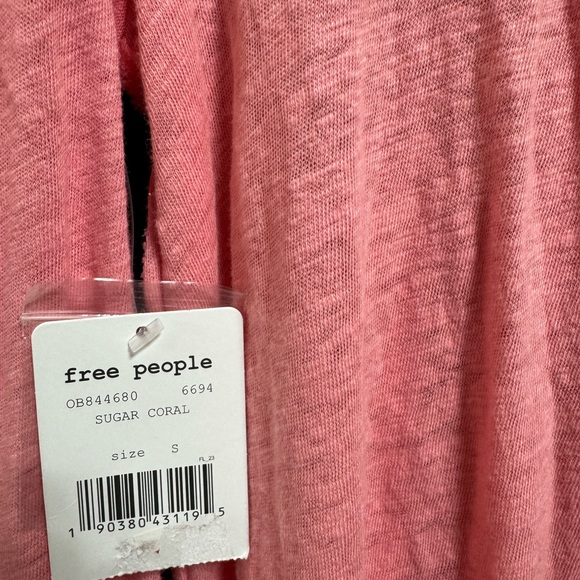 free people
OB844680 6694
SUGAR CORAL
size S
FL_23
1 90380 43119 5